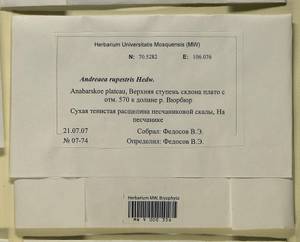 Herbarium Universitatis Mosquensis (MW)
N: 70.5282 E: 106.076
Andreaea rupestris Hedw.
Anabarskoe plateau, Верхняя ступень склона плато с
отм. 570 в долине р. Вюрбюр
Сухая тенистая расщелина песчаниковой скалы, На
песчанике
21.07.07 Собрал: Федосов В.Э.
№ 07-74 Определил: Федосов В.Э.
Herbarium MW, Bryophyta